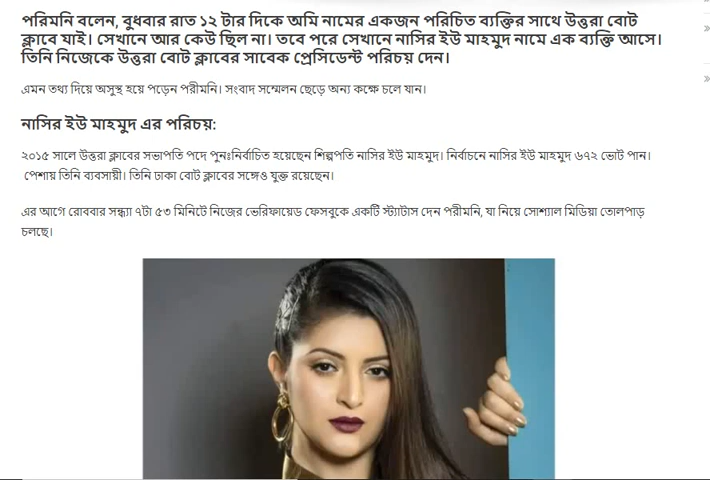 পরিমনি বলেন, বুধবার রাত ১২ টার দিকে অমি নামের একজন পরিচিত ব্যক্তির সাথে উত্তরা বোট
ক্লাবে যাই। সেখানে আর কেউ ছিল না। তবে পরে সেখানে নাসির ইউ মাহমুদ নামে এক ব্যক্তি আসে।
তিনি নিজেকে উত্তরা বোট ক্লাবের সাবেক প্রেসিডেন্ট পরিচয় দেন।
এমন তথ্য দিয়ে অসুস্থ হয়ে পড়েন পরীমনি। সংবাদ সম্মেলন ছেড়ে অন্য কক্ষে চলে যান।
নাসির ইউ মাহমুদ এর পরিচয়:
২০১৫ সালে উত্তরা ক্লাবের সভাপতি পদে পুনঃনির্বাচিত হয়েছেন শিল্পপতি নাসির ইউ মাহমুদ। নির্বাচনে নাসির ইউ মাহমুদ ৬৭২ ভোট পান।
পেশায় তিনি ব্যবসায়ী। তিনি ঢাকা বোট ক্লাবের সঙ্গেও যুক্ত রয়েছেন।
এর আগে রোববার সন্ধ্যা ৭টা ৫৩ মিনিটে নিজের ভেরিফায়েড ফেসবুকে একটি স্ট্যাটাস দেন পরীমনি, যা নিয়ে সোশ্যাল মিডিয়া তোলপাড়
চলছে।